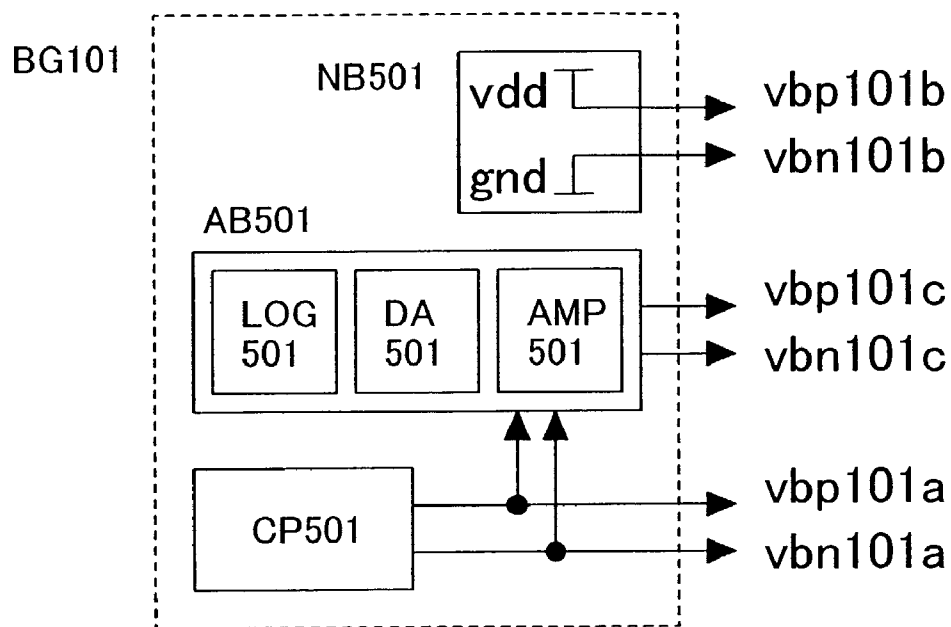 BG101
NB501
vdd
gnd
vbp101b
vbn101b
AB501
LOG
501
DA
501
AMP
501
vbp101c
vbn101c
CP501
vbp101a
vbn101a